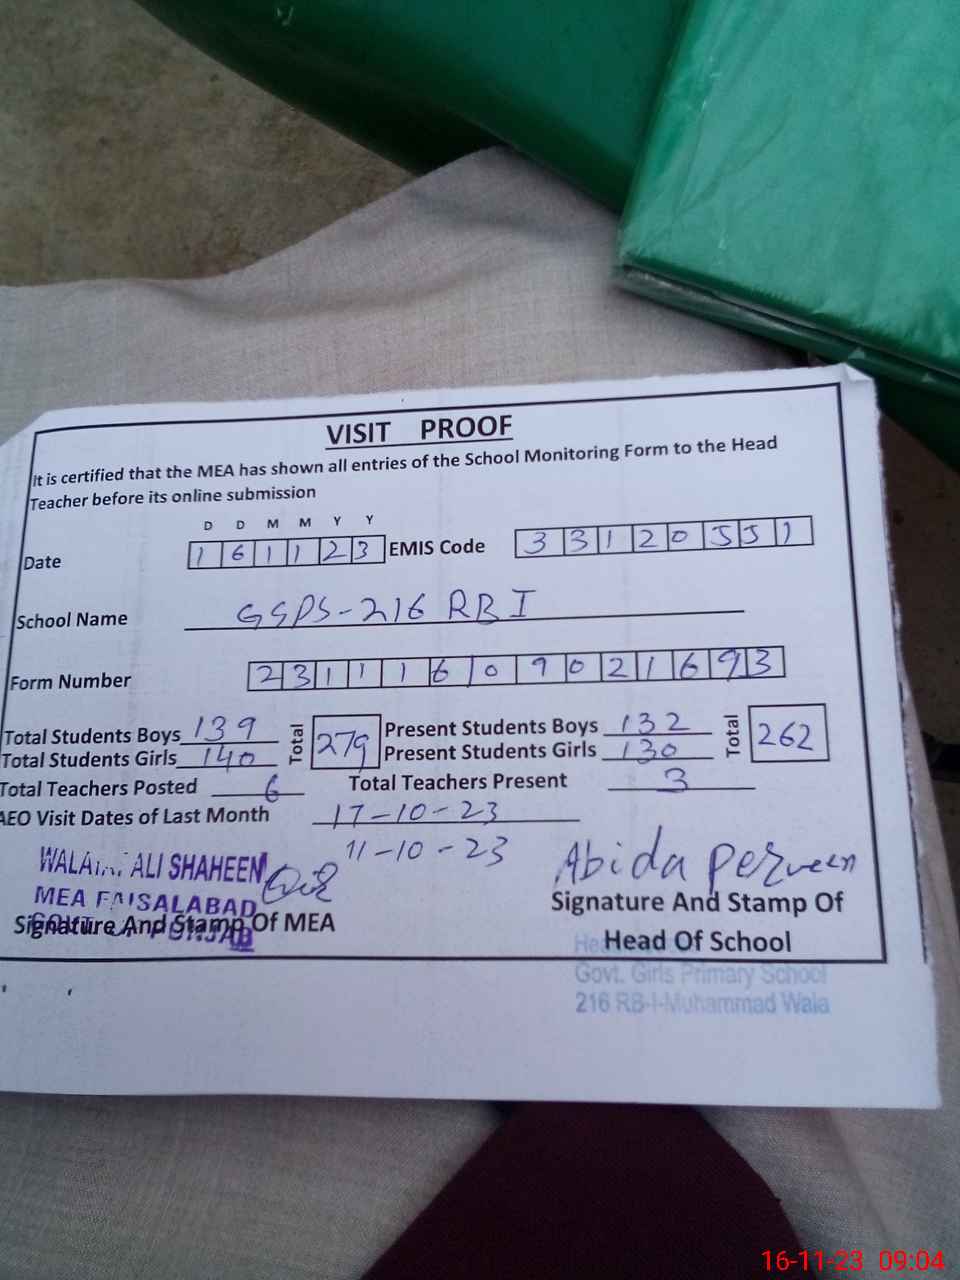 VISIT PROOF
It is certified that the MEA has shown all entries of the School Monitoring Form to the Head
Teacher before its online submission
D D M M Y Y
Date 1 6 1 1 2 3 EMIS Code 3 3 1 2 0 5 5 1
School Name GSPS-216 RB I
Form Number 2 3 1 1 1 6 0 9 0 2 1 6 9 3
Total Students Boys 139 Total 279 Present Students Boys 132 Total 262
Total Students Girls 140 Present Students Girls 130
Total Teachers Posted 6 Total Teachers Present 3
AEO Visit Dates of Last Month 17-10-23
11-10-23
ALI SHAHEEN Abida Perveen
MEA FAISALABAD Signature And Stamp Of
Signature And Stamp Of MEA Head Of School
PUNJAB
Govt. Girls Primary School
216 RB-I-Muhammad Wala
16-11-23 09:04